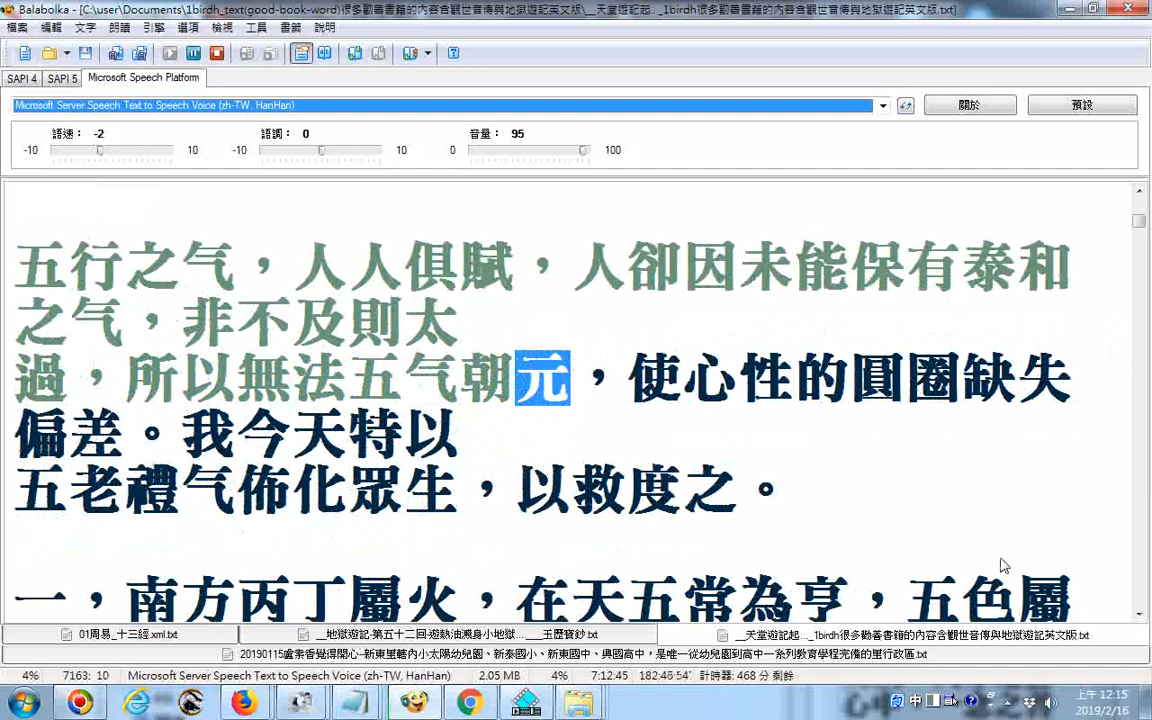 Balabolka - [C:\user\Documents\1birdh_text(good-book-word)很多勸善書籍的內容含觀世音傳與地獄遊記\__天堂遊記起..._1birdh很多勸善書籍的內容含觀世音傳與地獄遊記英文版.txt]
檔案 編輯 文字 朗讀 引擎 選項 檢視 工具 書籤 說明
SAPI 4 SAPI 5 Microsoft Speech Platform
Microsoft Server Speech Text to Speech Voice (zh-TW, HanHan) 關於 預設
語速： -2 語調： 0 音量： 95
-10 10 -10 10 0 100
五行之气，人人俱賦，人卻因未能保有泰和
之气，非不及則太
過，所以無法五气朝元，使心性的圓圈缺失
偏差。我今天特以
五老禮气佈化眾生，以救度之。
一，南方丙丁屬火，在天五常為亨，五色屬
01周易_十三經.xml.txt __地獄遊記-第五十二回-遊熱油濺身小地獄..._玉歷寶鈔.txt __天堂遊記起..._1birdh很多勸善書籍的內容含觀世音傳與地獄遊記英文版.txt
20190115盧素香覺得開心-新東里轄內小太陽幼兒園、新泰國小、新東國中、興國高中，是唯一從幼兒園到高中一系列教育學程完備的里行政區.txt
4% 7163: 10 Microsoft Server Speech Text to Speech Voice (zh-TW, HanHan) 2.05 MB 4% 7:12:45 182:46:54' 計時器: 468 分 剩餘
中 上午 12:15
2019/2/16